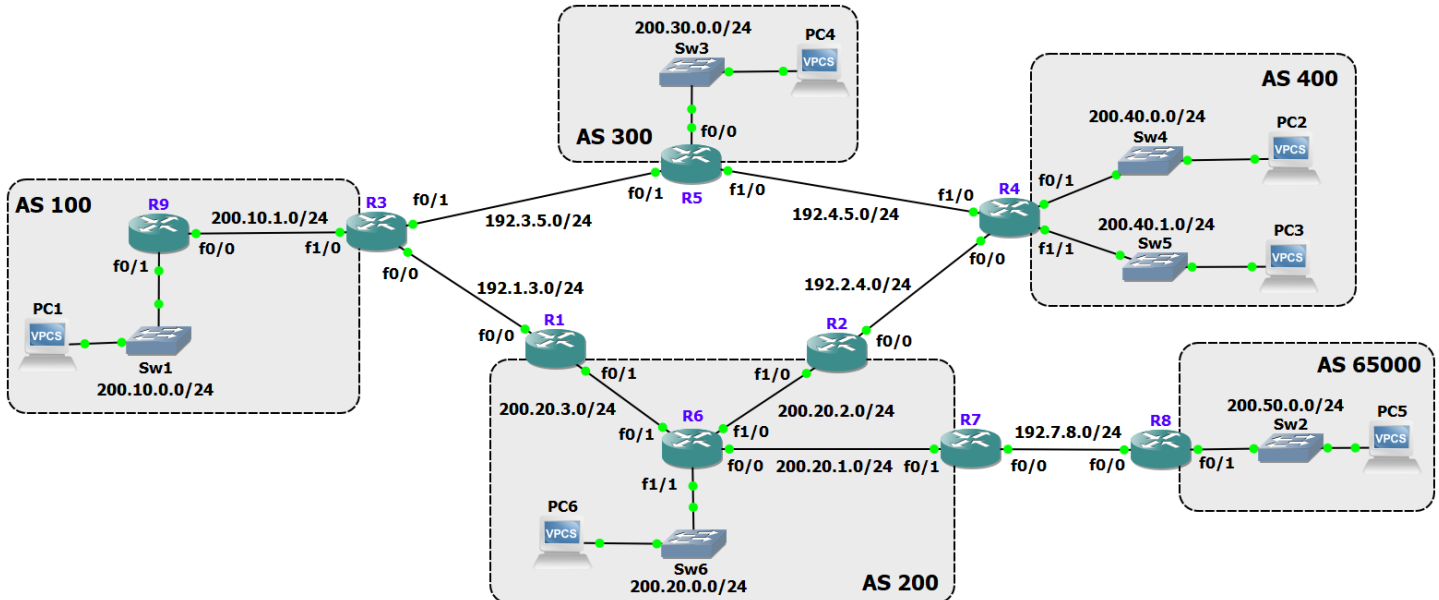 200.30.0.0/24
Sw3
PC4
VPCS
AS 300
f0/0
f0/1
f1/0
R5
AS 400
200.40.0.0/24
Sw4
PC2
VPCS
f0/1
f1/0
R4
200.40.1.0/24
f1/1
Sw5
PC3
VPCS
f0/0
192.3.5.0/24
192.4.5.0/24
AS 100
R9
200.10.1.0/24
R3
f0/1
f0/0
f1/0
f0/0
f0/1
PC1
VPCS
Sw1
200.10.0.0/24
192.1.3.0/24
192.2.4.0/24
f0/0
R1
R2
f0/0
f0/1
f1/0
200.20.3.0/24
200.20.2.0/24
R6
f0/1
f1/0
f0/0
200.20.1.0/24
f0/1
R7
f0/0
192.7.8.0/24
f0/0
R8
f0/1
AS 65000
200.50.0.0/24
Sw2
PC5
VPCS
f1/1
PC6
VPCS
Sw6
200.20.0.0/24
AS 200